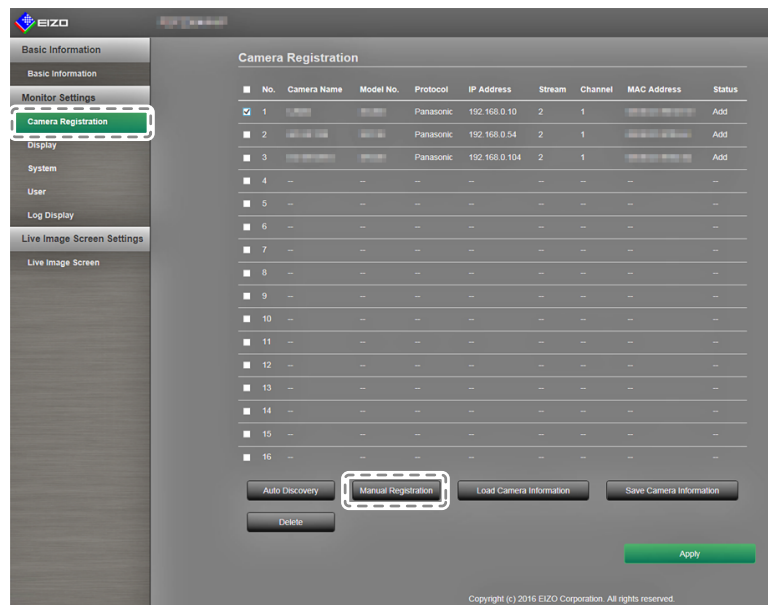 EIZO
Basic Information
Basic Information
Monitor Settings
Camera Registration
Display
System
User
Log Display
Live Image Screen Settings
Live Image Screen
Camera Registration
No. Camera Name Model No. Protocol IP Address Stream Channel MAC Address Status
1 Panasonic 192.168.0.10 2 1 Add
2 Panasonic 192.168.0.54 2 1 Add
3 Panasonic 192.168.0.104 2 1 Add
4 -- -- -- -- -- -- -- --
5 -- -- -- -- -- -- -- --
6 -- -- -- -- -- -- -- --
7 -- -- -- -- -- -- -- --
8 -- -- -- -- -- -- -- --
9 -- -- -- -- -- -- -- --
10 -- -- -- -- -- -- -- --
11 -- -- -- -- -- -- -- --
12 -- -- -- -- -- -- -- --
13 -- -- -- -- -- -- -- --
14 -- -- -- -- -- -- -- --
15 -- -- -- -- -- -- -- --
16 -- -- -- -- -- -- -- --
Auto Discovery Manual Registration Load Camera Information Save Camera Information
Delete
Apply
Copyright (c) 2016 EIZO Corporation. All rights reserved.